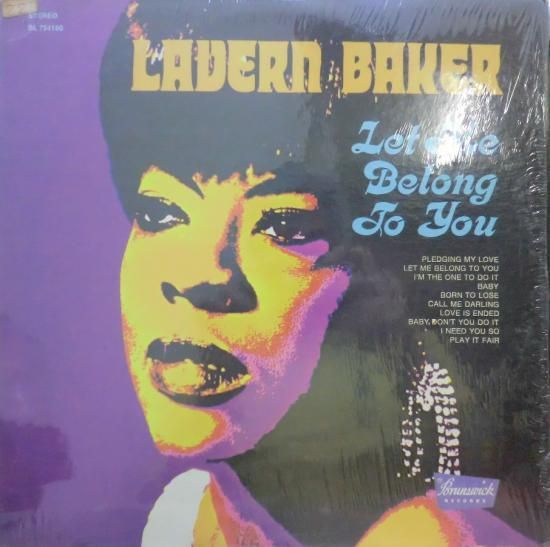 STEREO
BL 754160
LAVERN BAKER
Let Me
Belong
To You
PLEDGING MY LOVE
LET ME BELONG TO YOU
I'M THE ONE TO DO IT
BABY
BORN TO LOSE
CALL ME DARLING
LOVE IS ENDED
BABY, DON'T YOU DO IT
I NEED YOU SO
PLAY IT FAIR
Brunswick
RECORDS